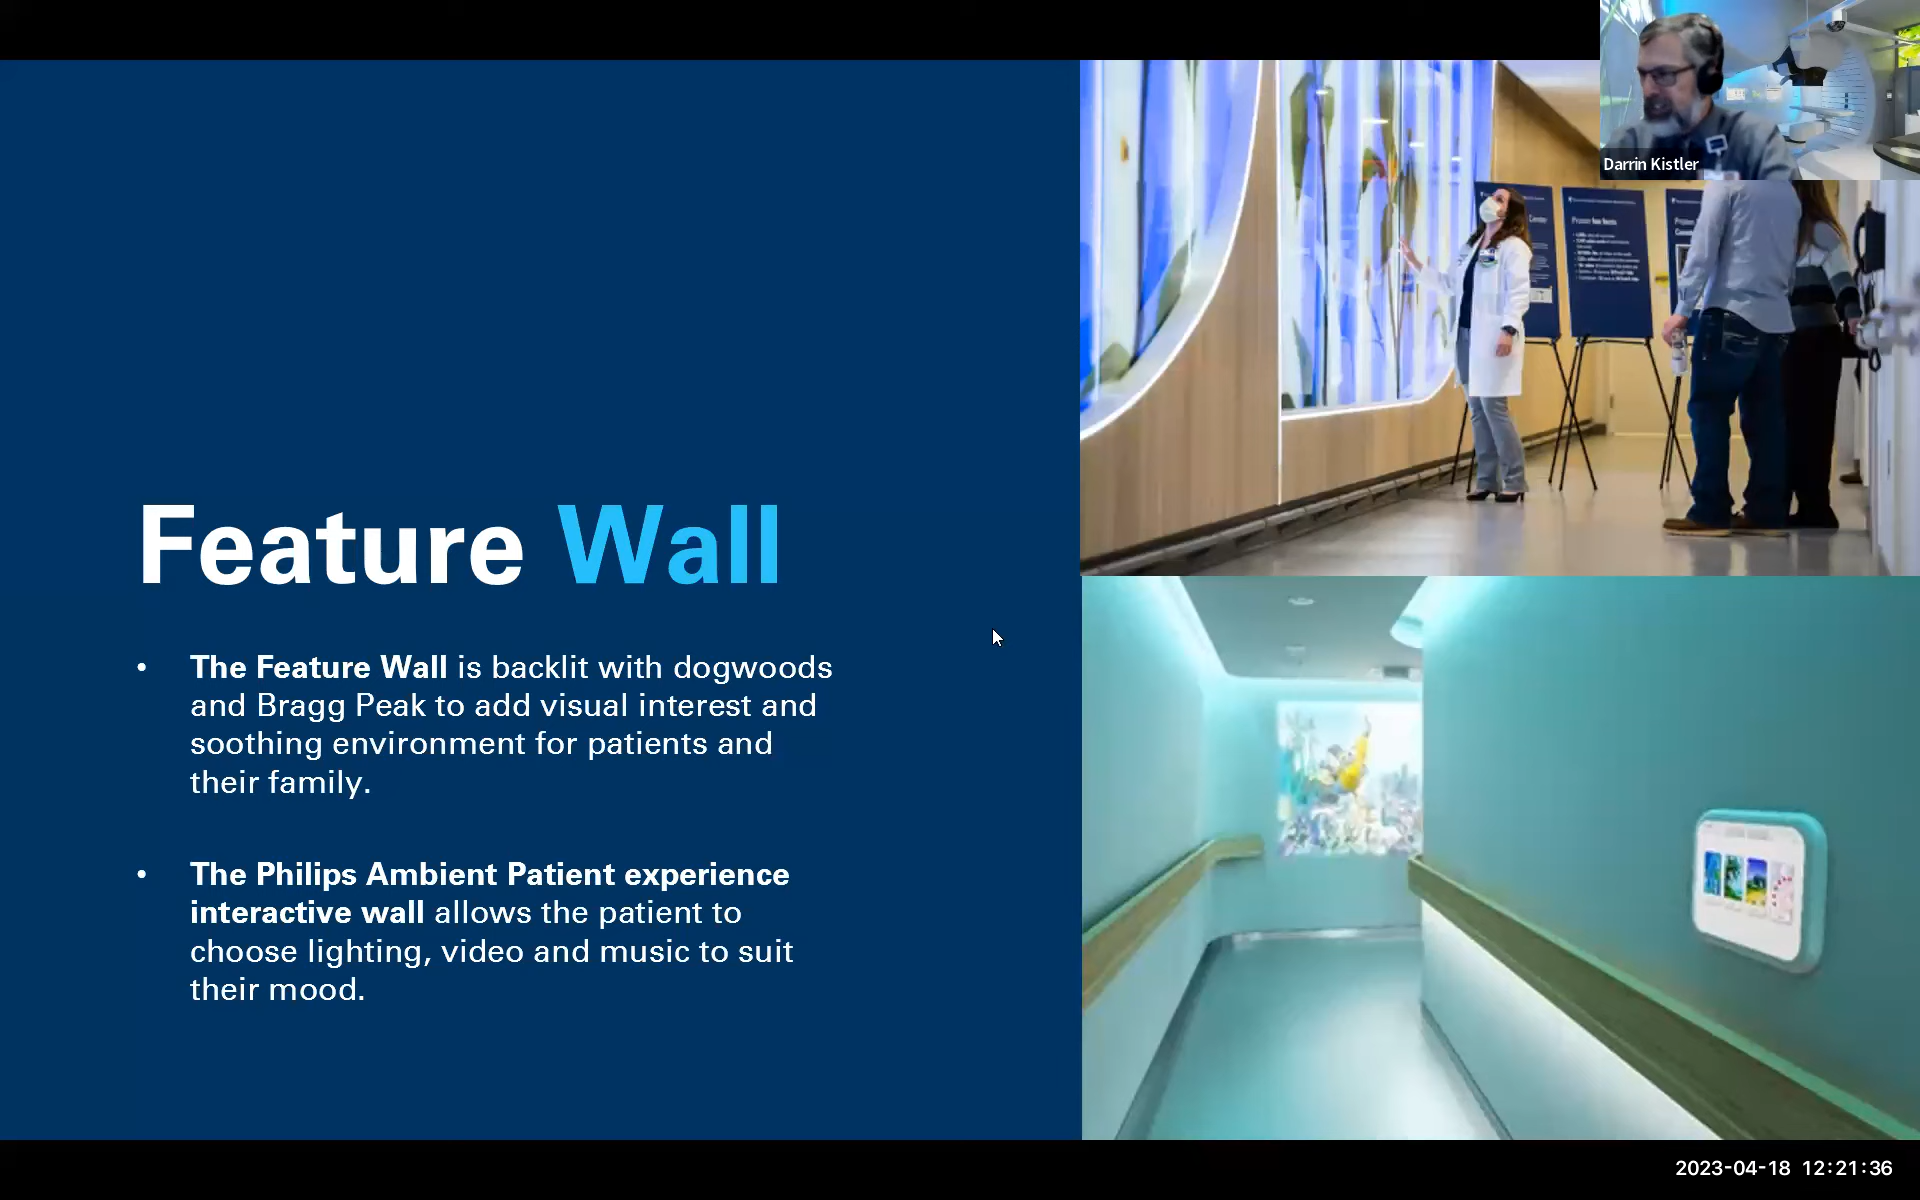 Darrin Kistler
Feature Wall
• The Feature Wall is backlit with dogwoods
and Bragg Peak to add visual interest and
soothing environment for patients and
their family.
• The Philips Ambient Patient experience
interactive wall allows the patient to
choose lighting, video and music to suit
their mood.
2023-04-18 12:21:36